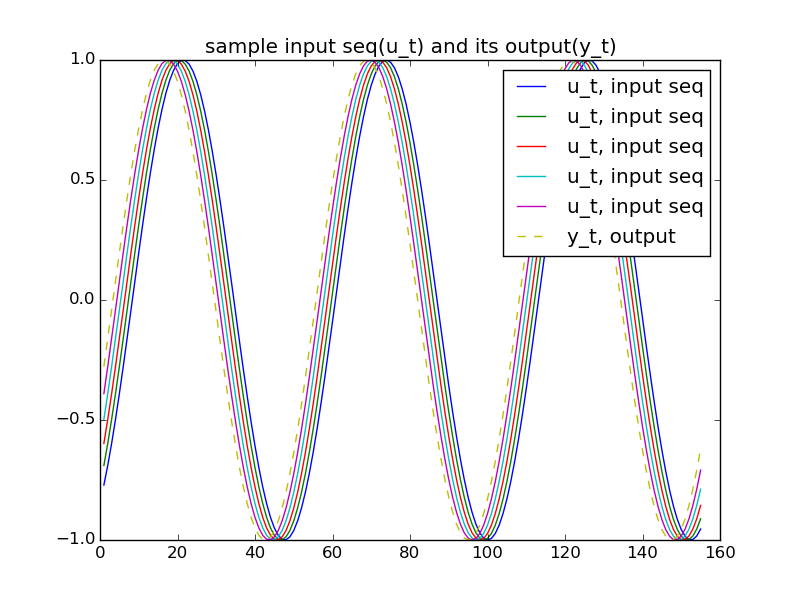 sample input seq(u_t) and its output(y_t)
1.0
0.5
0.0
−0.5
−1.0
0 20 40 60 80 100 120 140 160
u_t, input seq
u_t, input seq
u_t, input seq
u_t, input seq
u_t, input seq
y_t, output